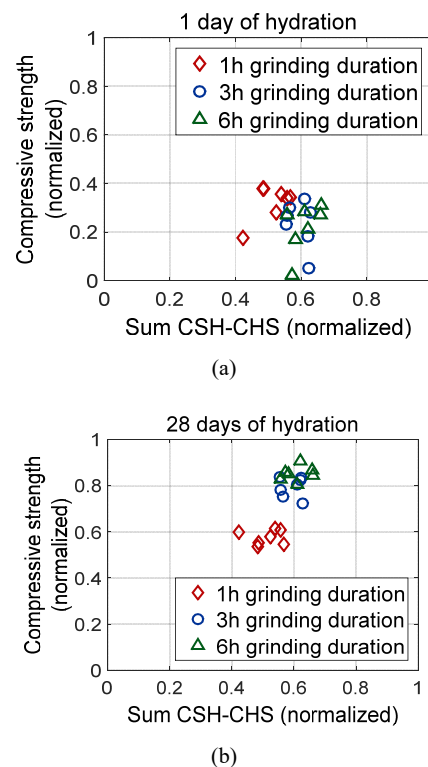 1 day of hydration
1
0.8
0.6
0.4
0.2
0
1h grinding duration
3h grinding duration
6h grinding duration
Compressive strength
(normalized)
0 0.2 0.4 0.6 0.8
Sum CSH-CHS (normalized)
(a)
28 days of hydration
1
0.8
0.6
0.4
0.2
0
Compressive strength
(normalized)
1h grinding duration
3h grinding duration
6h grinding duration
0 0.2 0.4 0.6 0.8 1
Sum CSH-CHS (normalized)
(b)